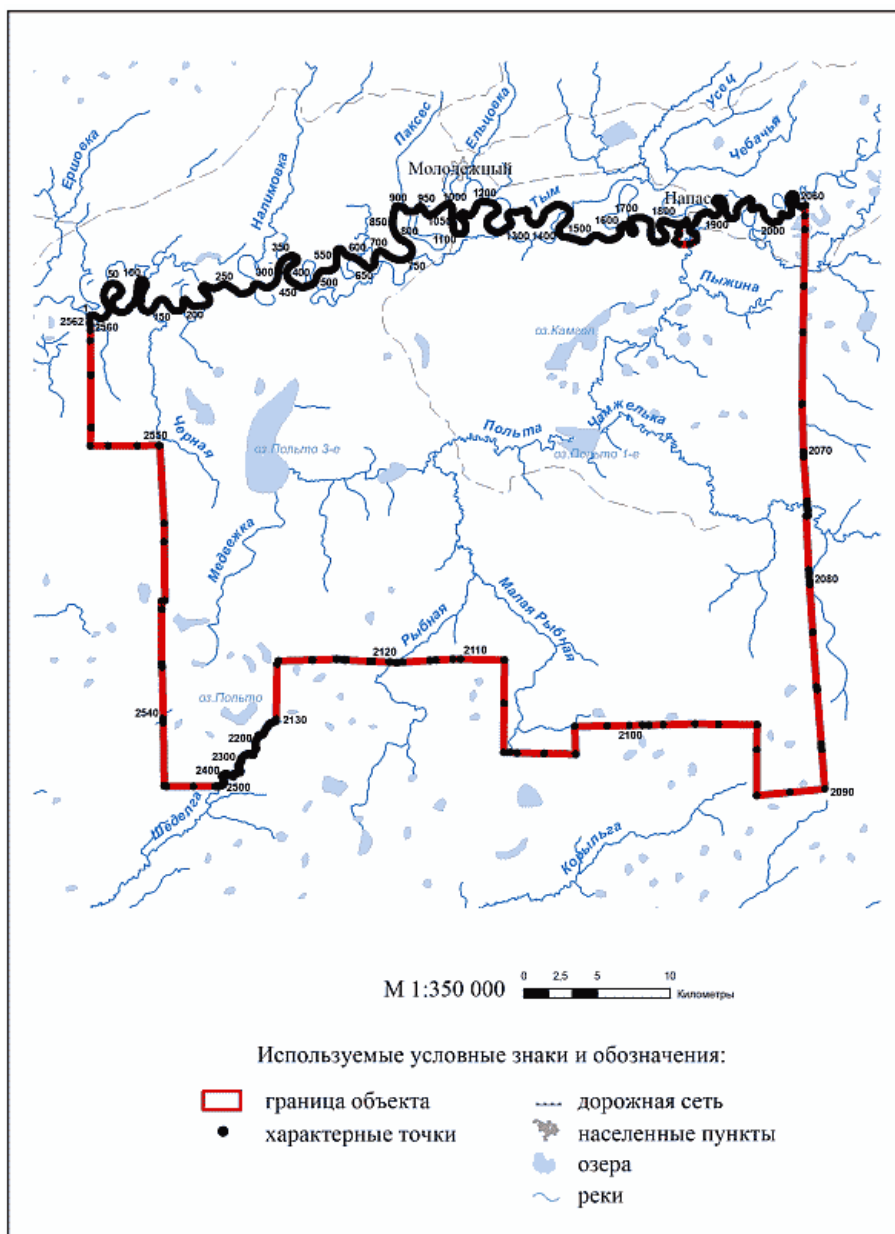 Усец
Чебачья
Ельцовка
Паксес
Молодежный
Ершовка
Налимовка
Тым
Напас
900 950 1000 1200
2060
850 1050
1700
1600 1800
1500 1900 2000
800 1100 1300 1400
350 550 600 700
750
50 100 250 300 400 650
450 500
150 200
2562
2560
Пыжина
оз.Камгол
Черная
2550
Польта
Чамжелька
оз.Польто 3-е
оз.Польто 1-е
2070
Медвежка
2080
Малая Рыбная
Рыбная
2120 2110
оз.Польто
2540
2130
2200
2300
2400
2500
2100
2090
Шеделга
Корыльга
М 1:350 000
0 2,5 5 10
Километры
Используемые условные знаки и обозначения:
граница объекта
характерные точки
дорожная сеть
населенные пункты
озера
реки